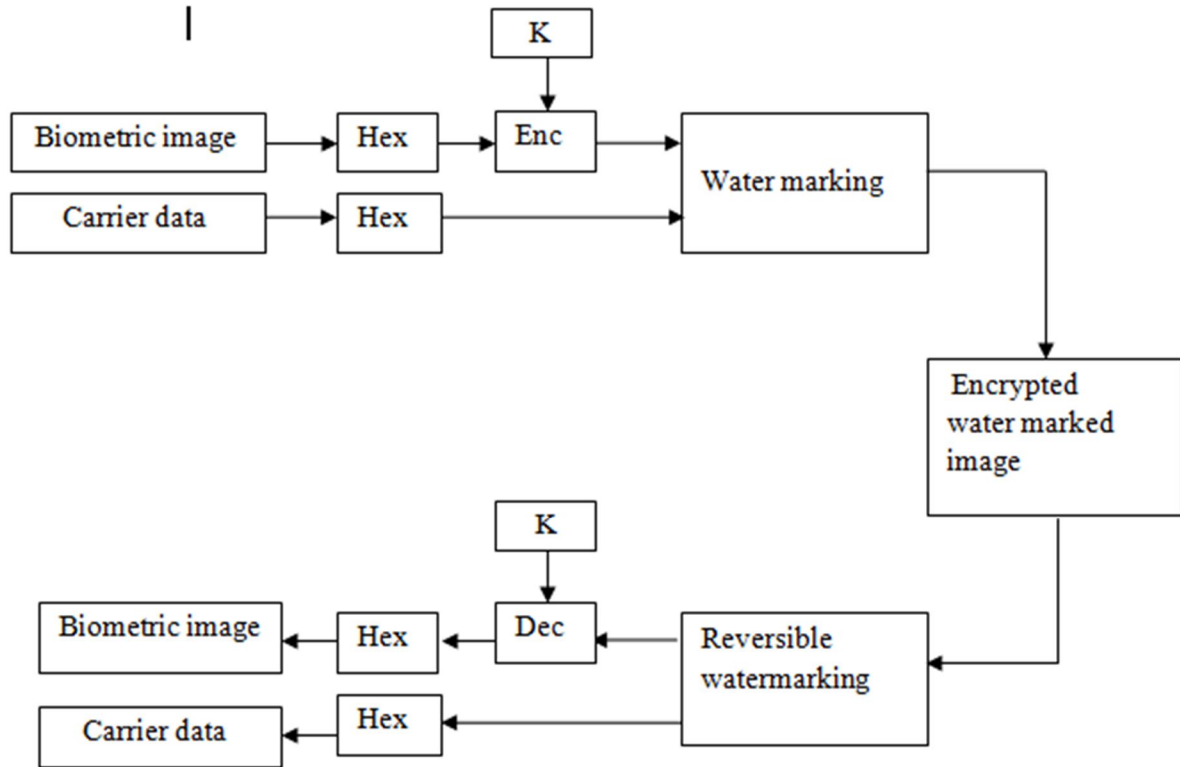 K
Biometric image
Hex
Enc
Water marking
Carrier data
Hex
Encrypted
water marked
image
K
Biometric image
Hex
Dec
Reversible
watermarking
Carrier data
Hex